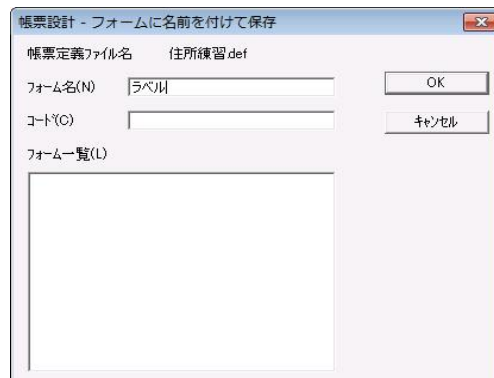 帳票設計 - フォームに名前を付けて保存
帳票定義ファイル名 住所練習.def
フォーム名(N) ラベル
OK
コード(C)
キャンセル
フォーム一覧(L)